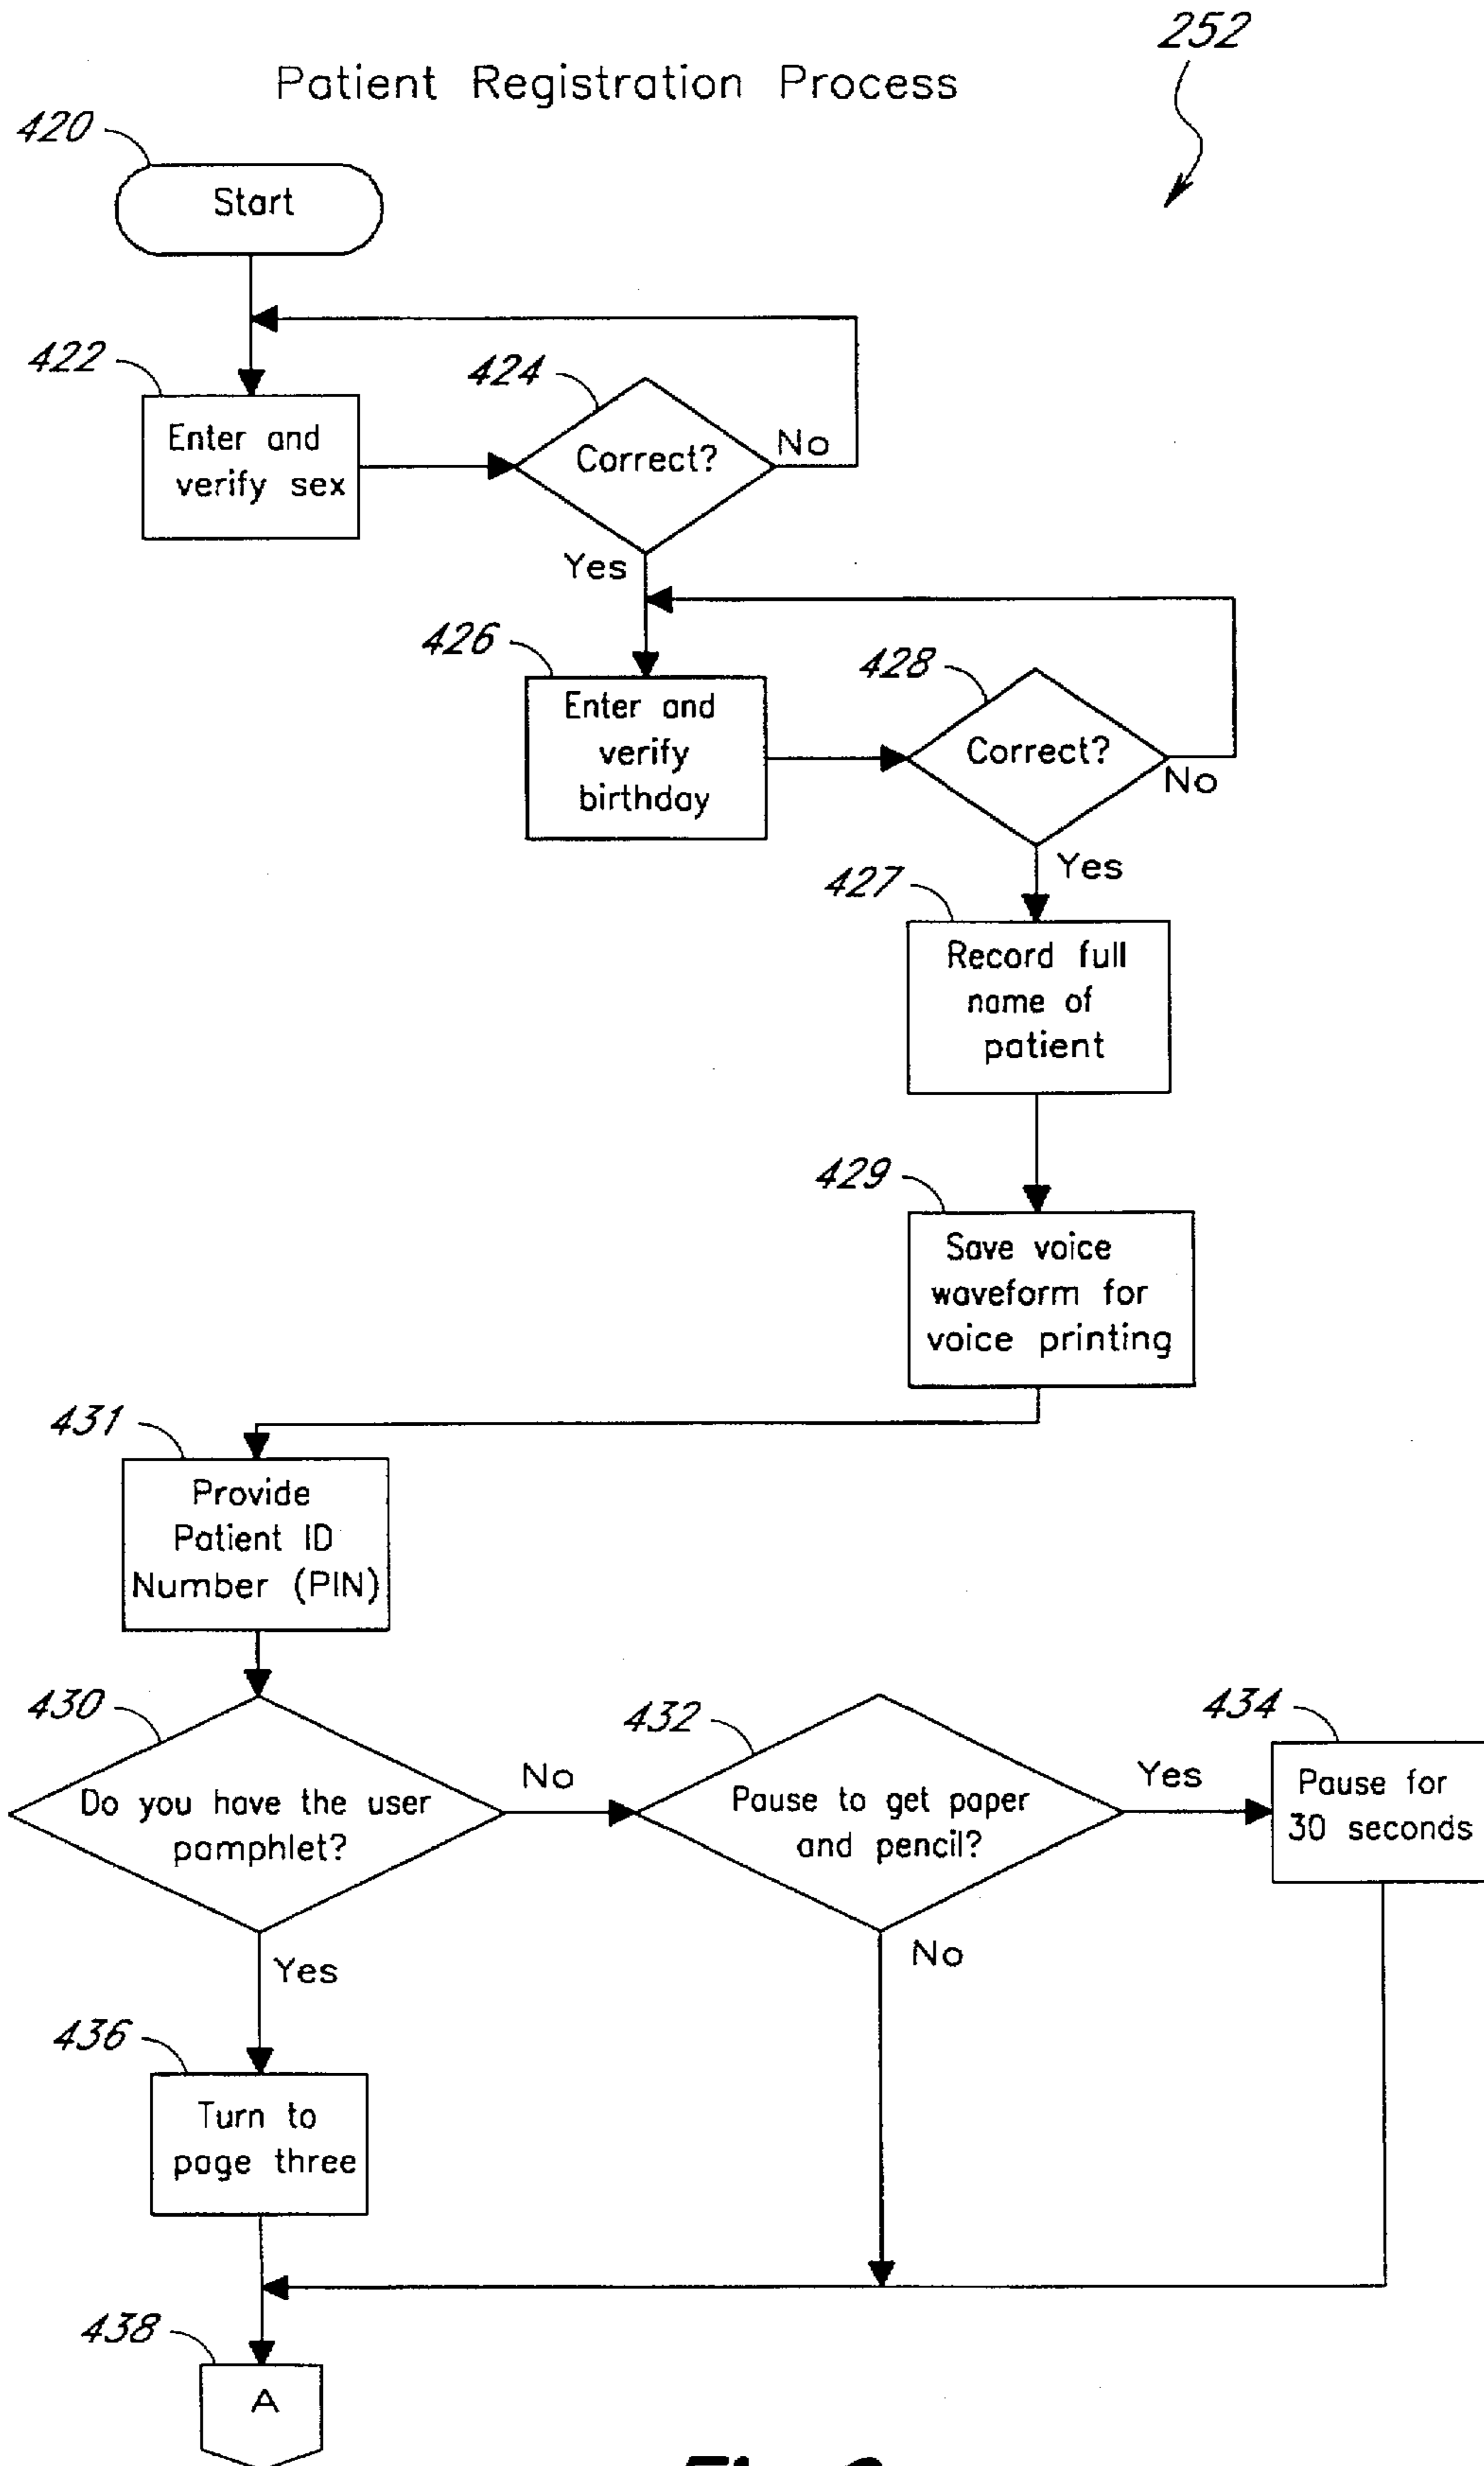 252
Patient Registration Process
420
Start
422
Enter and
verify sex
424
Correct?
No
Yes
426
Enter and
verify
birthday
428
Correct?
No
Yes
427
Record full
name of
patient
429
Save voice
waveform for
voice printing
431
Provide
Patient ID
Number (PIN)
430
Do you have the user
pamphlet?
No
432
Pause to get paper
and pencil?
Yes
434
Pause for
30 seconds
Yes
No
436
Turn to
page three
438
A